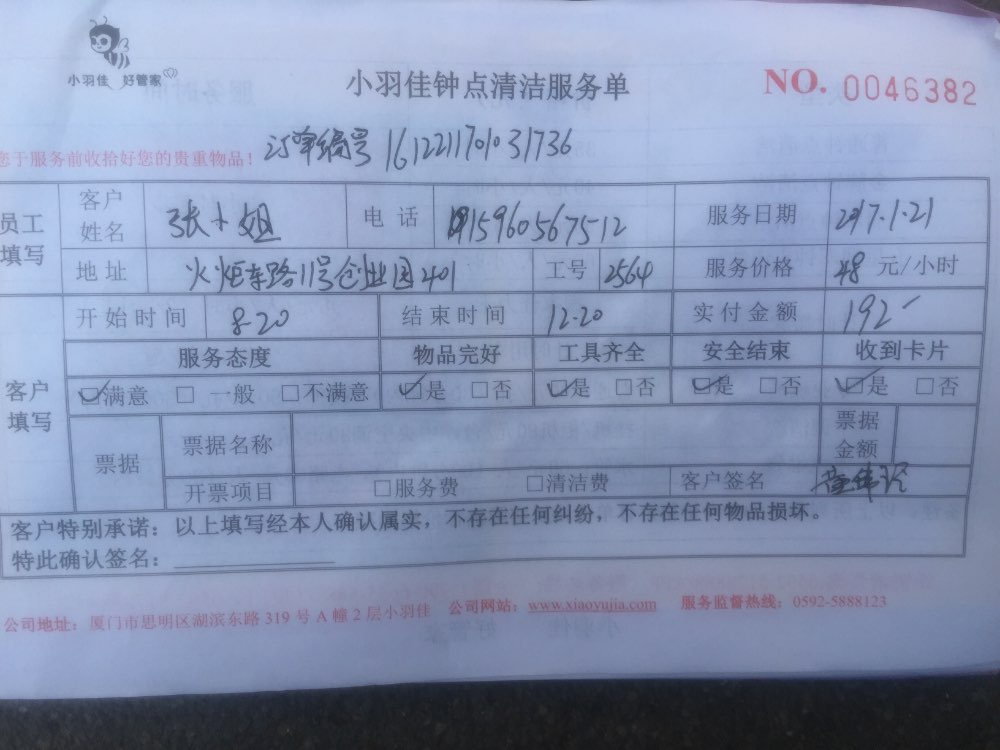 小羽佳 好管家
小羽佳钟点清洁服务单
NO. 0046382
您于服务前收拾好您的贵重物品！
订单编号 1612211701031736
员工填写 客户姓名 张小姐 电话 15960567512 服务日期 2017.1.21
地址 火炬东路11号创业园401 工号 2564 服务价格 48 元/小时
客户填写 开始时间 8-20 结束时间 12-20 实付金额 192
服务态度 物品完好 工具齐全 安全结束 收到卡片
☑满意 □一般 □不满意 ☑是 □否 ☑是 □否 ☑是 □否 ☑是 □否
票据 票据名称 票据金额
开票项目 □服务费 □清洁费 客户签名
客户特别承诺：以上填写经本人确认属实，不存在任何纠纷，不存在任何物品损坏。
特此确认签名：
公司地址：厦门市思明区湖滨东路 319 号 A 幢 2 层小羽佳 公司网站：www.xiaoyujia.com 服务监督热线：0592-5888123